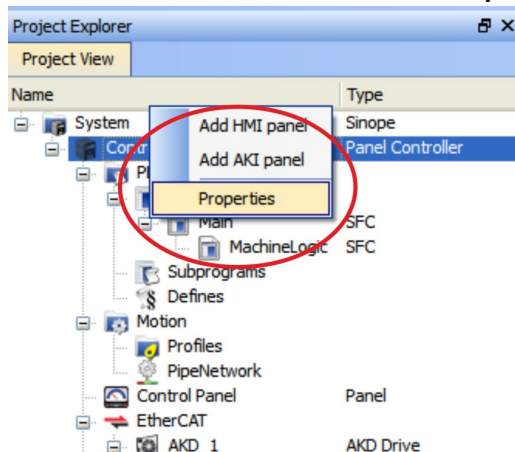 Project Explorer
Project View
Name Type
System Sinope
Add HMI panel
Contr Panel Controller
Add AKI panel
Properties
Main SFC
MachineLogic SFC
Subprograms
Defines
Motion
Profiles
PipeNetwork
Control Panel Panel
EtherCAT
AKD_1 AKD Drive